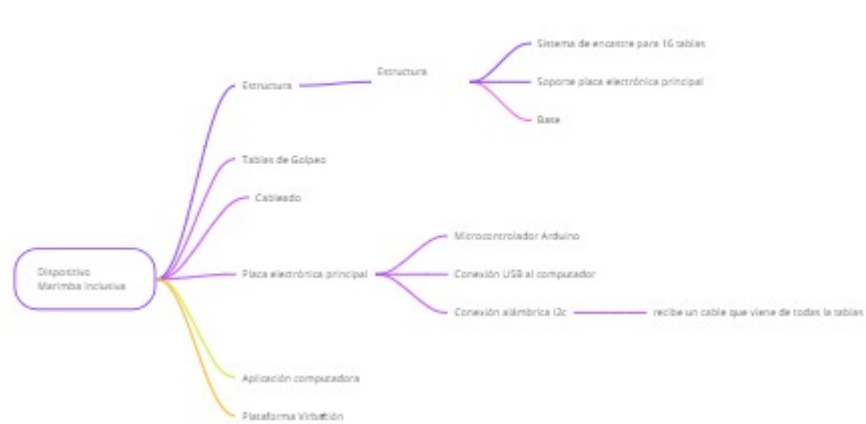 Dispositivo
Marimba Inclusiva
Estructura
Estructura
Sistema de encastre para 16 tablas
Soporte placa electrónica principal
Base
Tablas de Golpeo
Cableado
Placa electrónica principal
Microcontrolador Arduino
Conexión USB al computador
Conexión alámbrica i2c
recibe un cable que viene de todas la tablas
Aplicación computadora
Plataforma